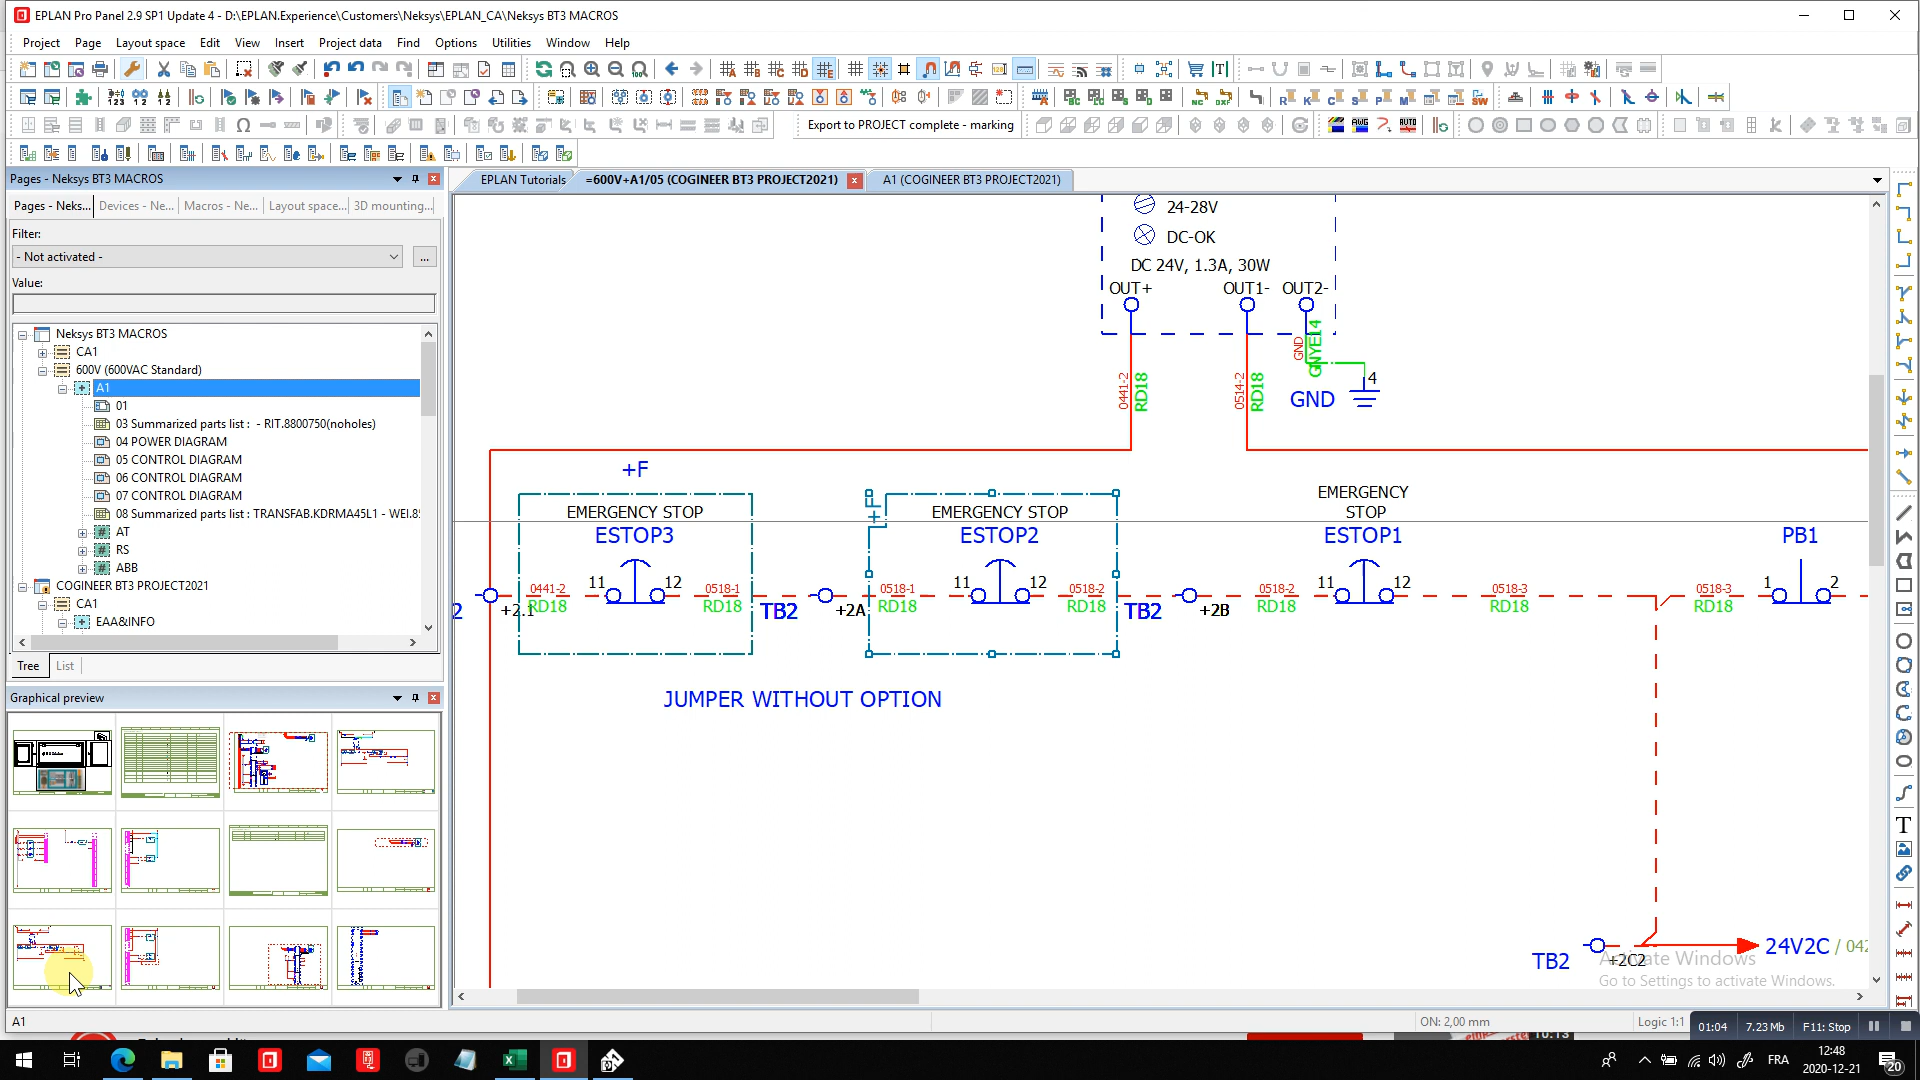 EPLAN Pro Panel 2.9 SP1 Update 4 - D:\EPLAN.Experience\Customers\Neksys\EPLAN_CA\Neksys BT3 MACROS
Project Page Layout space Edit View Insert Project data Find Options Utilities Window Help
Export to PROJECT complete - marking
Pages - Neksys BT3 MACROS
Pages - Neks... Devices - Ne... Macros - Ne... Layout space... 3D mounting...
EPLAN Tutorials
=600V+A1/05 (COGINEER BT3 PROJECT2021)
A1 (COGINEER BT3 PROJECT2021)
Filter:
- Not activated -
...
Value:
Neksys BT3 MACROS
CA1
600V (600VAC Standard)
A1
01
03 Summarized parts list : - RIT.8800750(noholes)
04 POWER DIAGRAM
05 CONTROL DIAGRAM
06 CONTROL DIAGRAM
07 CONTROL DIAGRAM
08 Summarized parts list : TRANSFAB.KDRMA45L1 - WEI.8
AT
RS
ABB
COGINEER BT3 PROJECT2021
CA1
EAA&INFO
Tree List
Graphical preview
24-28V
DC-OK
DC 24V, 1.3A, 30W
OUT+ OUT1- OUT2-
GND
GNYE14
0441-2
RD18
0514-2
RD18
GND
4
+F
EMERGENCY STOP
ESTOP3
11 12
0441-2
RD18
0518-1
RD18
+2.1
TB2
+2A
+F
EMERGENCY STOP
ESTOP2
11 12
0518-1
RD18
0518-2
RD18
TB2
+2B
EMERGENCY
STOP
ESTOP1
11 12
0518-2
RD18
0518-3
RD18
0518-3
RD18
PB1
1 2
JUMPER WITHOUT OPTION
TB2
+2C2
24V2C / 042
Activate Windows
Go to Settings to activate Windows.
A1
ON: 2,00 mm
Logic 1:1
01:04 7.23 Mb F11: Stop
10:13
FRA
12:48
2020-12-21
20